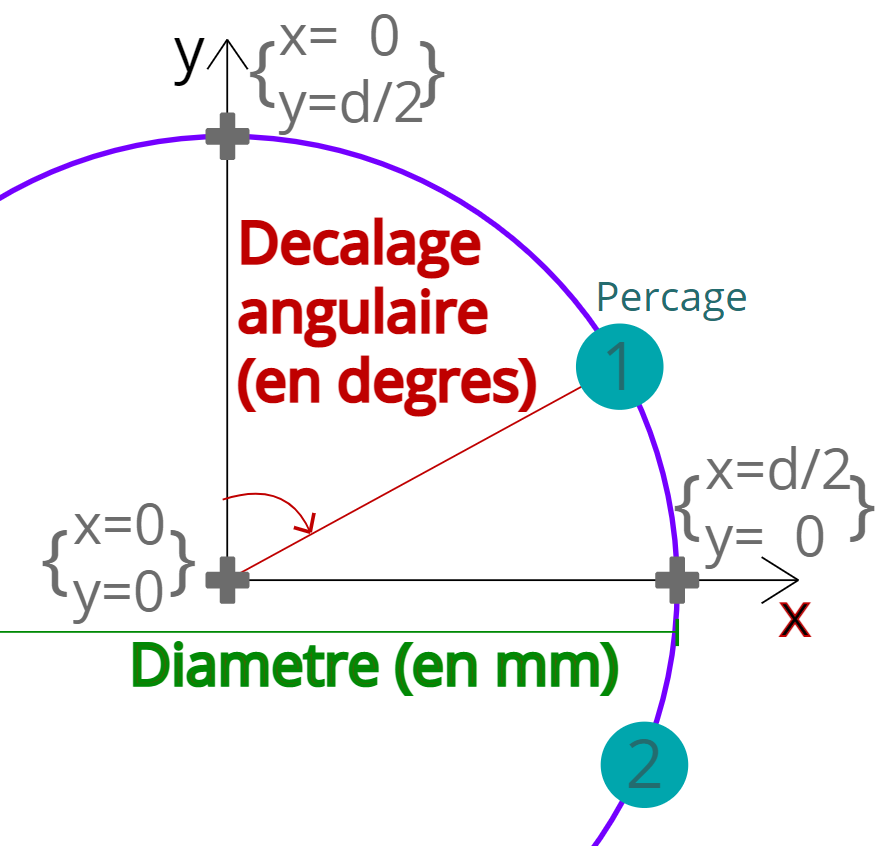 y
{x= 0
y=d/2}
Decalage
angulaire
(en degres)
Percage
1
{x=d/2
y= 0}
{x=0
y=0}
x
Diametre (en mm)
2